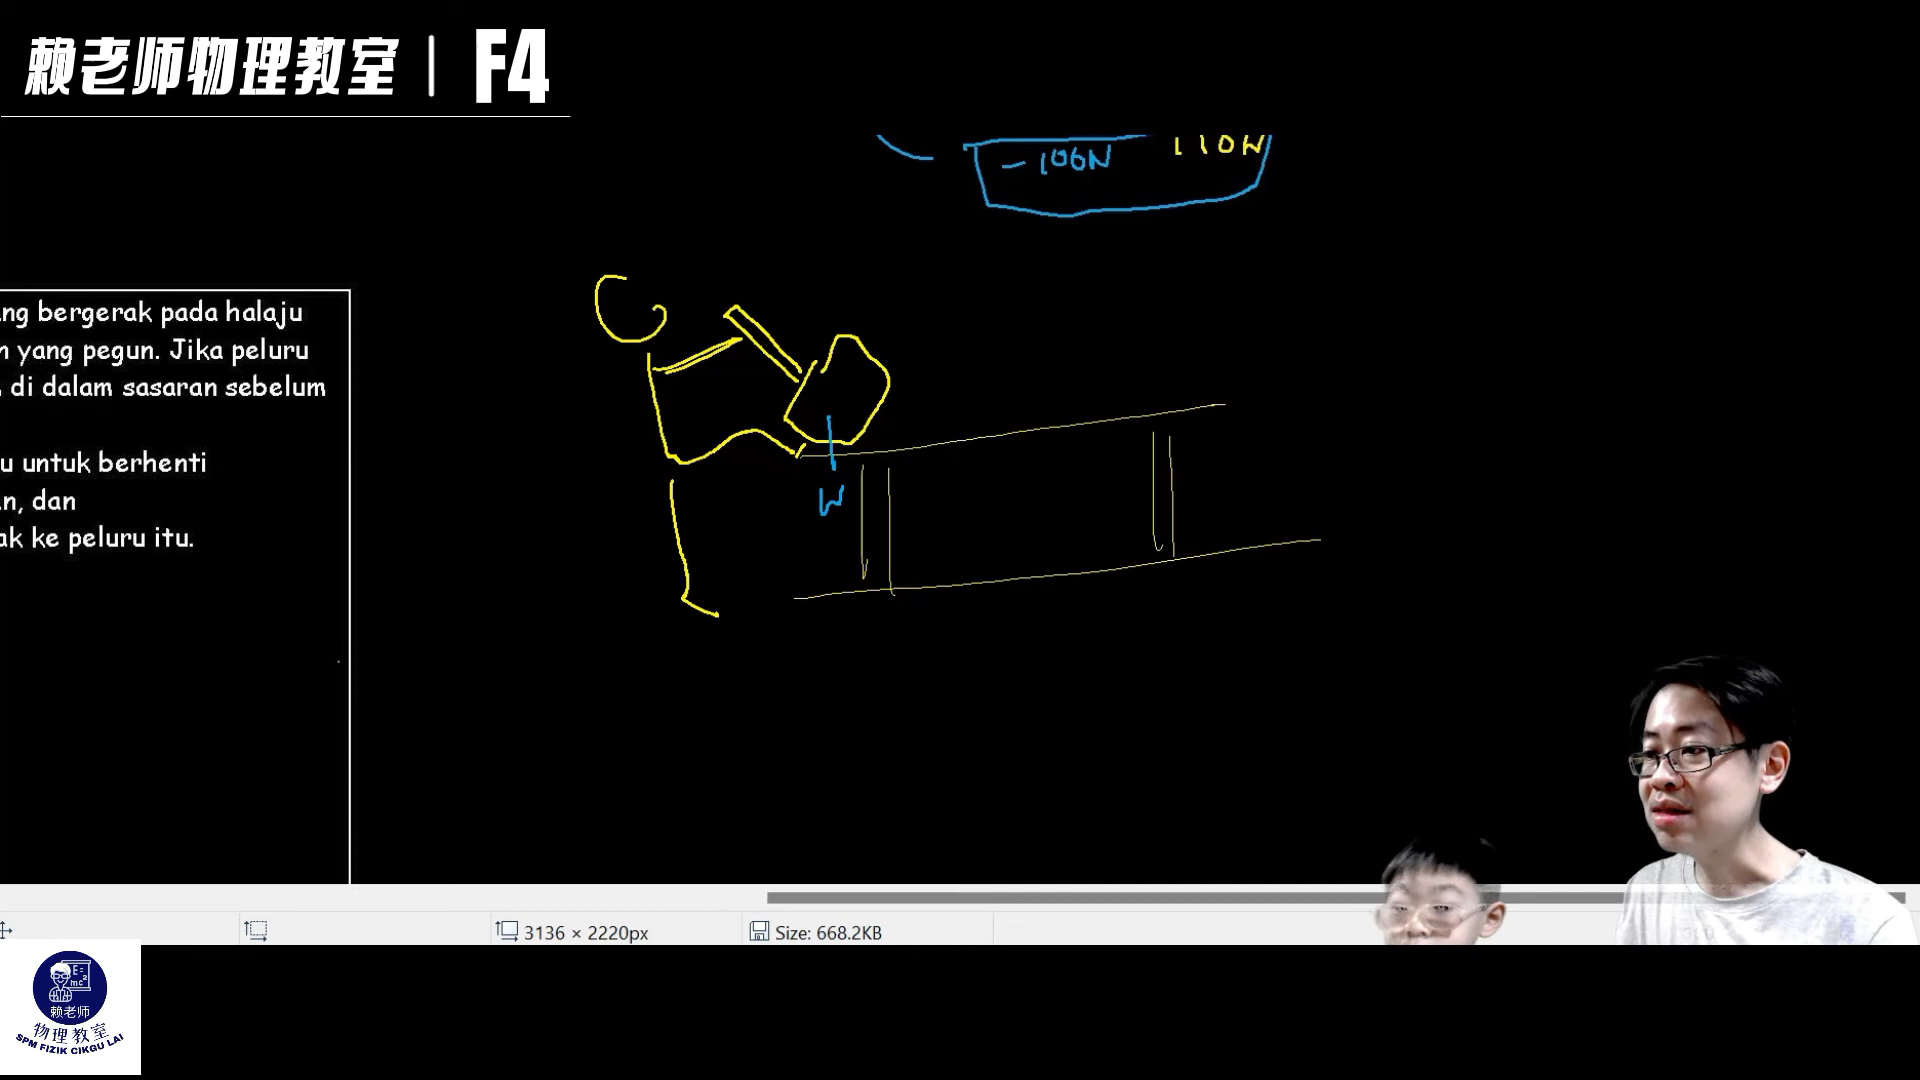 赖老师物理教室 | F4
-100N 110N
ng bergerak pada halaju
n yang pegun. Jika peluru
. di dalam sasaran sebelum
u untuk berhenti
n, dan
ak ke peluru itu.
W
3136 × 2220px Size: 668.2KB
E=
mc²
赖老师
物理教室
SPM FIZIK CIKGU LAI